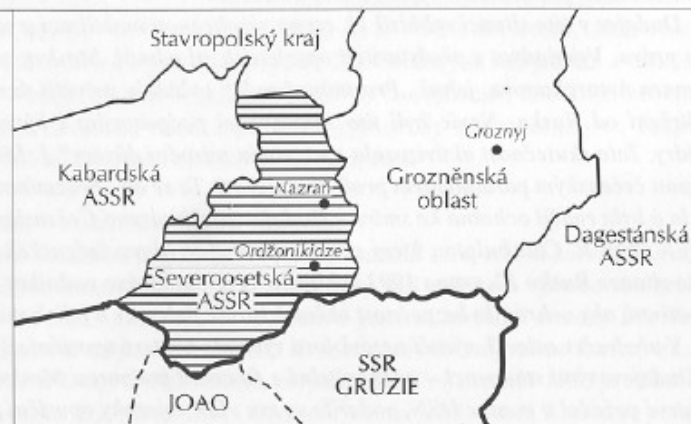 Stavropolský kraj
Groznyj
Kabardská
ASSR
Nazraň
Grozněnská
oblast
Dagestánská
ASSR
Ordžonikidze
Severoosetská
ASSR
SSR
GRUZIE
JOAO